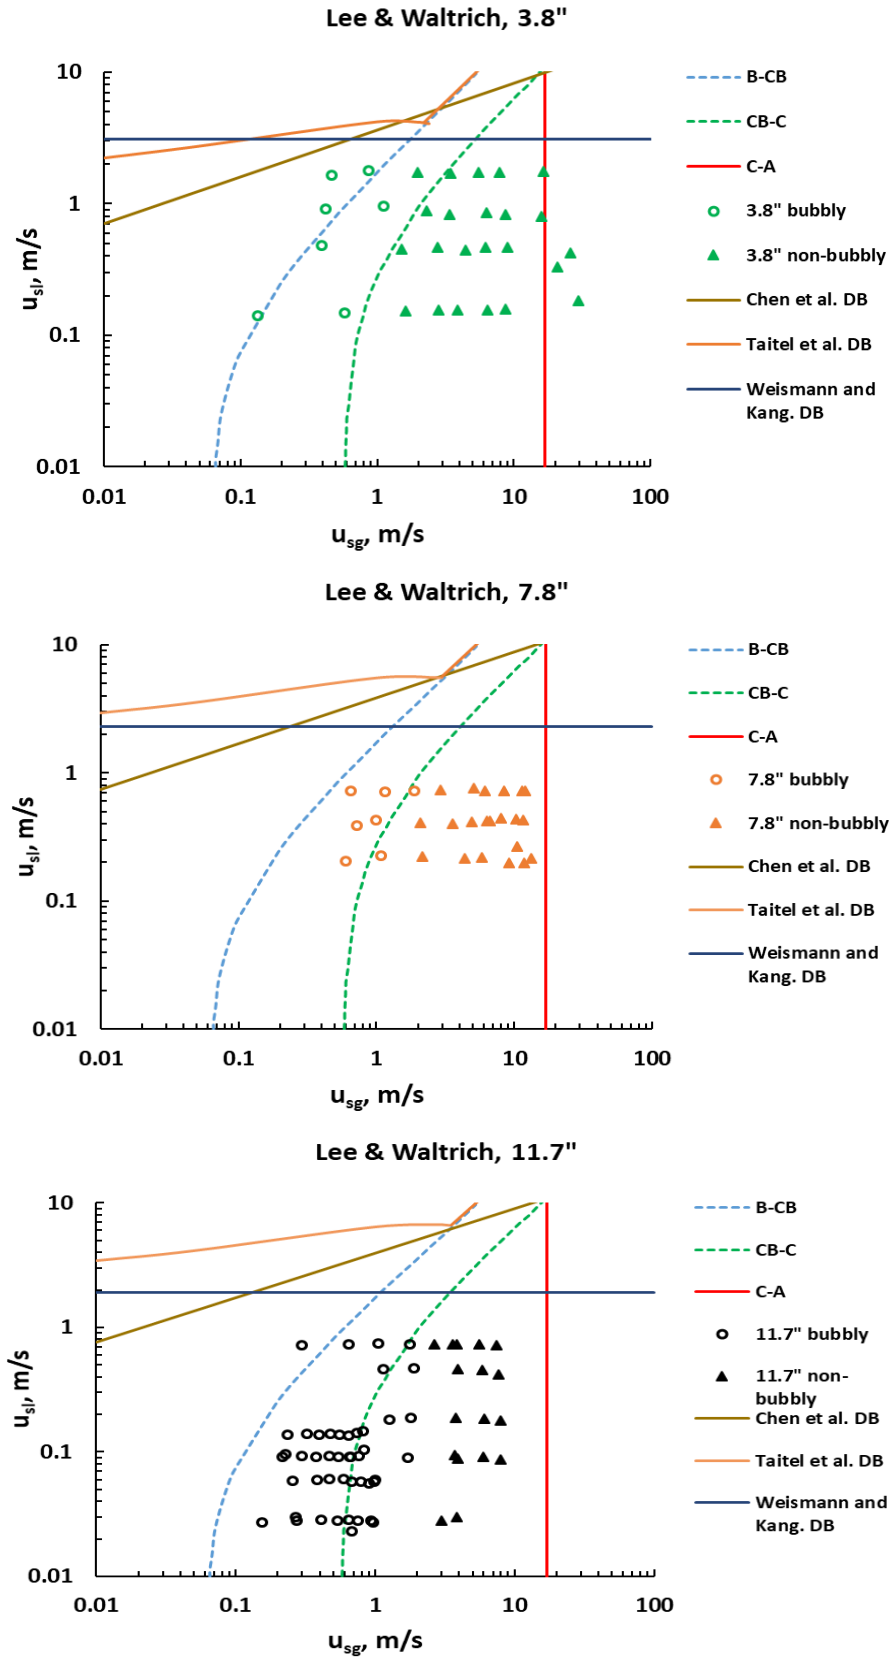 Lee & Waltrich, 3.8"
10
1
0.1
0.01
0.01
0.1
1
10
100
usl, m/s
usg, m/s
B-CB
CB-C
C-A
3.8" bubbly
3.8" non-bubbly
Chen et al. DB
Taitel et al. DB
Weismann and
Kang. DB
Lee & Waltrich, 7.8"
10
1
0.1
0.01
0.01
0.1
1
10
100
usl, m/s
usg, m/s
B-CB
CB-C
C-A
7.8" bubbly
7.8" non-bubbly
Chen et al. DB
Taitel et al. DB
Weismann and
Kang. DB
Lee & Waltrich, 11.7"
10
1
0.1
0.01
0.01
0.1
1
10
100
usl, m/s
usg, m/s
B-CB
CB-C
C-A
11.7" bubbly
11.7" non-
bubbly
Chen et al. DB
Taitel et al. DB
Weismann and
Kang. DB